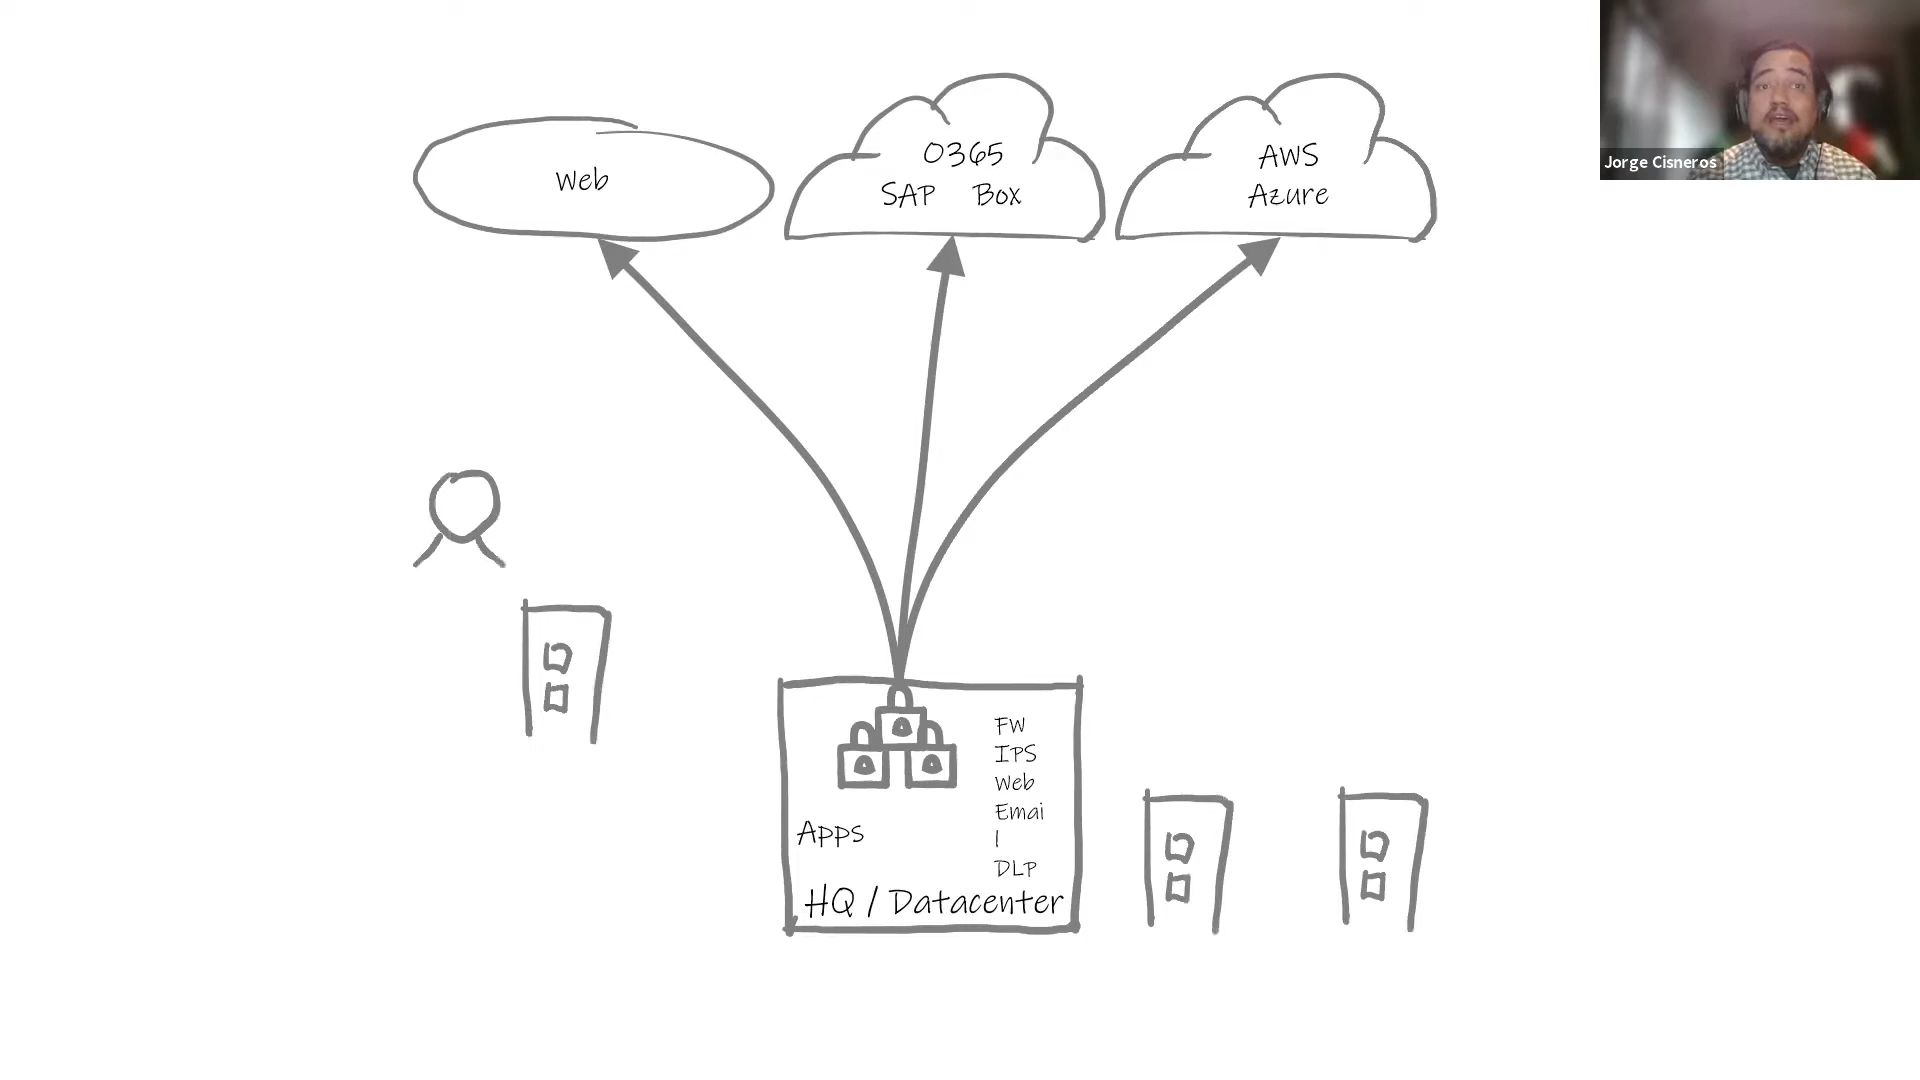 Web
O365
SAP Box
AWS
Azure
Jorge Cisneros
FW
IPS
Web
Emai
l
DLP
Apps
HQ / Datacenter